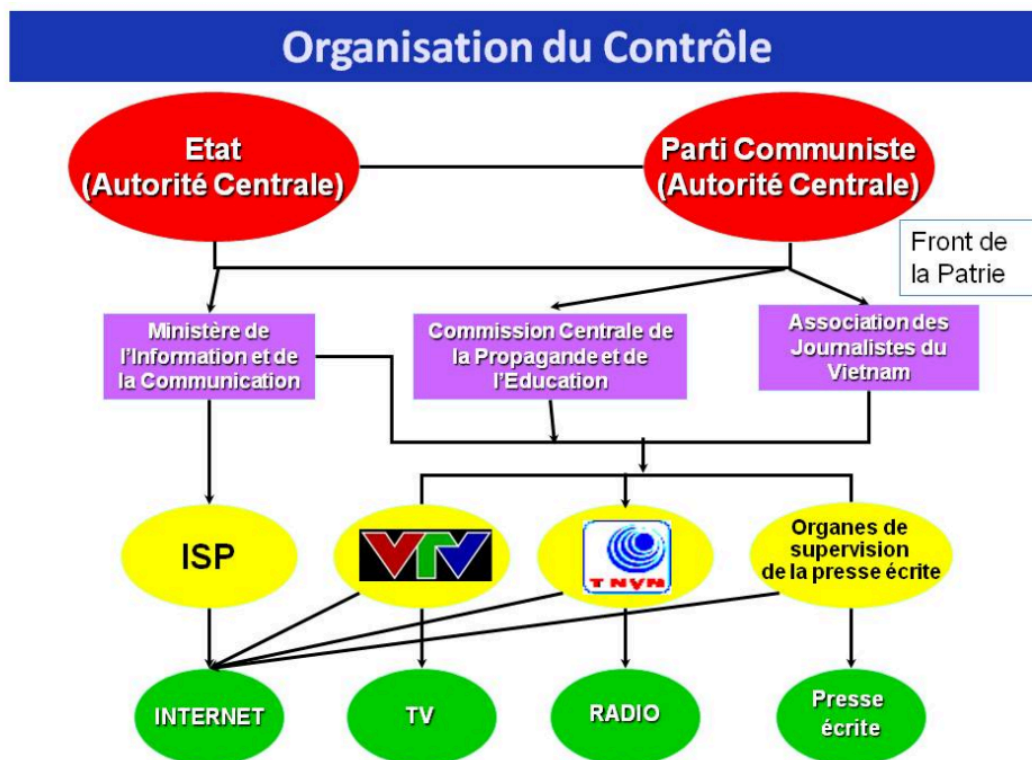 Organisation du Contrôle
Etat
(Autorité Centrale)
Parti Communiste
(Autorité Centrale)
Front de
la Patrie
Ministère de
l'Information et de
la Communication
Commission Centrale de
la Propagande et de
l'Education
Association des
Journalistes du
Vietnam
ISP
VTV
TNVN
Organes de
supervision
de la presse écrite
INTERNET
TV
RADIO
Presse
écrite